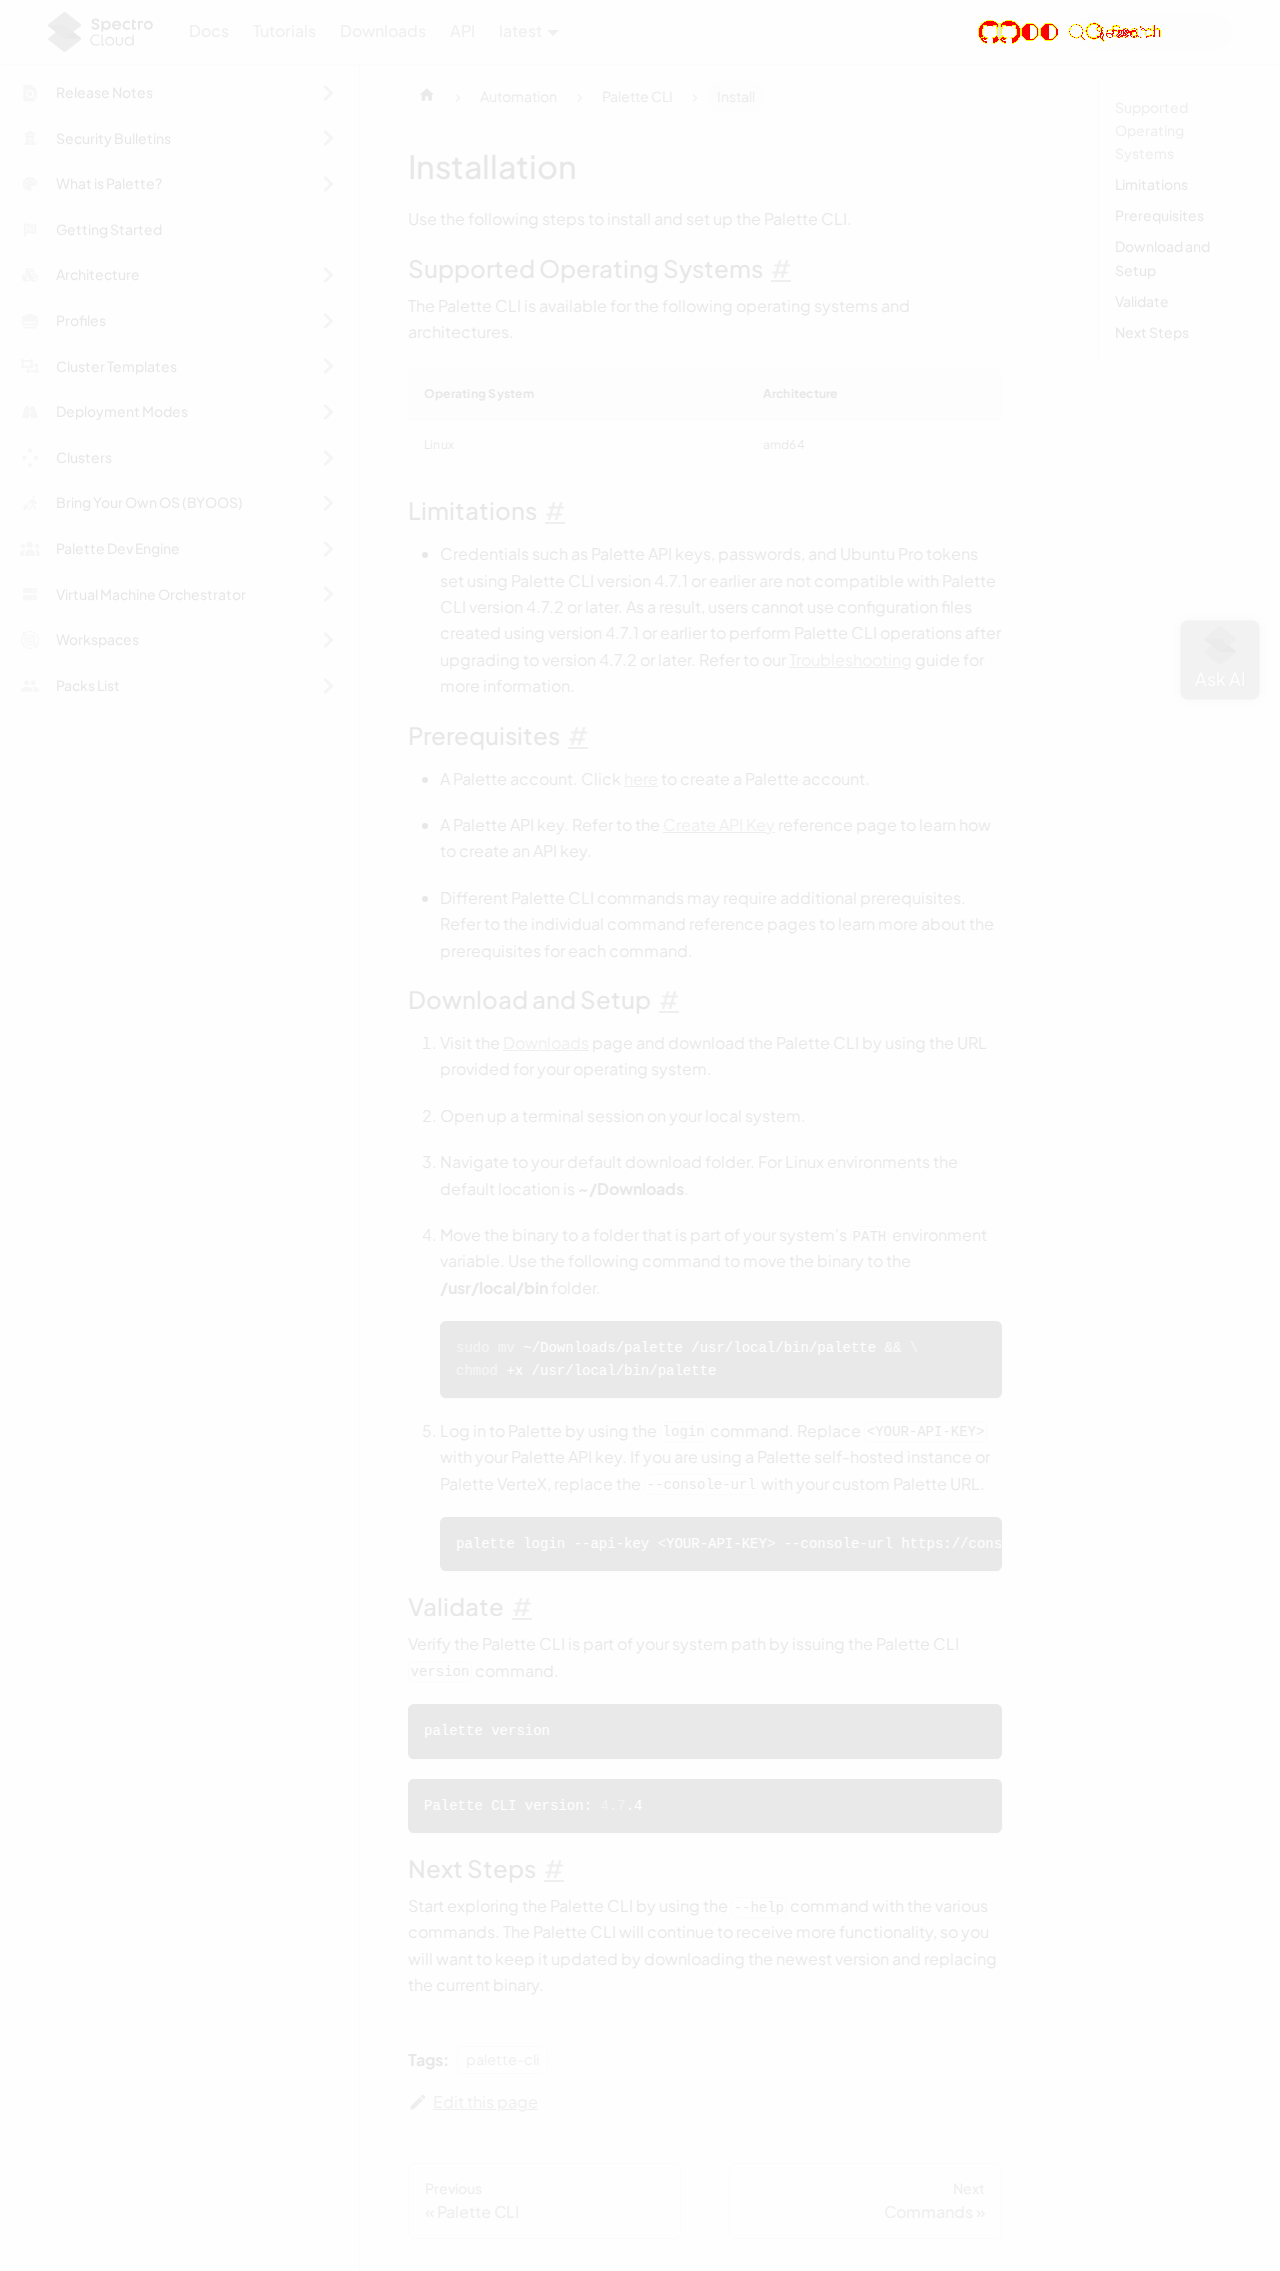 Spectro
Cloud
Docs
Tutorials
Downloads
API
latest
Release Notes
Security Bulletins
What is Palette?
Getting Started
Architecture
Profiles
Cluster Templates
Deployment Modes
Clusters
Bring Your Own OS (BYOOS)
Palette Dev Engine
Virtual Machine Orchestrator
Workspaces
Packs List
Automation
Palette CLI
Install
Installation
Use the following steps to install and set up the Palette CLI.
Supported Operating Systems #
The Palette CLI is available for the following operating systems and
architectures.
Operating System Architecture
Linux amd64
Limitations #
• Credentials such as Palette API keys, passwords, and Ubuntu Pro tokens
set using Palette CLI version 4.7.1 or earlier are not compatible with Palette
CLI version 4.7.2 or later. As a result, users cannot use configuration files
created using version 4.7.1 or earlier to perform Palette CLI operations after
upgrading to version 4.7.2 or later. Refer to our Troubleshooting guide for
more information.
Prerequisites #
• A Palette account. Click here to create a Palette account.
• A Palette API key. Refer to the Create API Key reference page to learn how
to create an API key.
• Different Palette CLI commands may require additional prerequisites.
Refer to the individual command reference pages to learn more about the
prerequisites for each command.
Download and Setup #
1. Visit the Downloads page and download the Palette CLI by using the URL
provided for your operating system.
2. Open up a terminal session on your local system.
3. Navigate to your default download folder. For Linux environments the
default location is ~/Downloads.
4. Move the binary to a folder that is part of your system's PATH environment
variable. Use the following command to move the binary to the
/usr/local/bin folder.
sudo mv ~/Downloads/palette /usr/local/bin/palette && \
chmod +x /usr/local/bin/palette
5. Log in to Palette by using the login command. Replace <YOUR-API-KEY>
with your Palette API key. If you are using a Palette self-hosted instance or
Palette VerteX, replace the --console-url with your custom Palette URL.
palette login --api-key <YOUR-API-KEY> --console-url https://cons
Validate #
Verify the Palette CLI is part of your system path by issuing the Palette CLI
version command.
palette version
Palette CLI version: 4.7.4
Next Steps #
Start exploring the Palette CLI by using the --help command with the various
commands. The Palette CLI will continue to receive more functionality, so you
will want to keep it updated by downloading the newest version and replacing
the current binary.
Tags: palette-cli
Edit this page
Previous
« Palette CLI
Next
Commands »
Supported
Operating
Systems
Limitations
Prerequisites
Download and
Setup
Validate
Next Steps
Ask AI